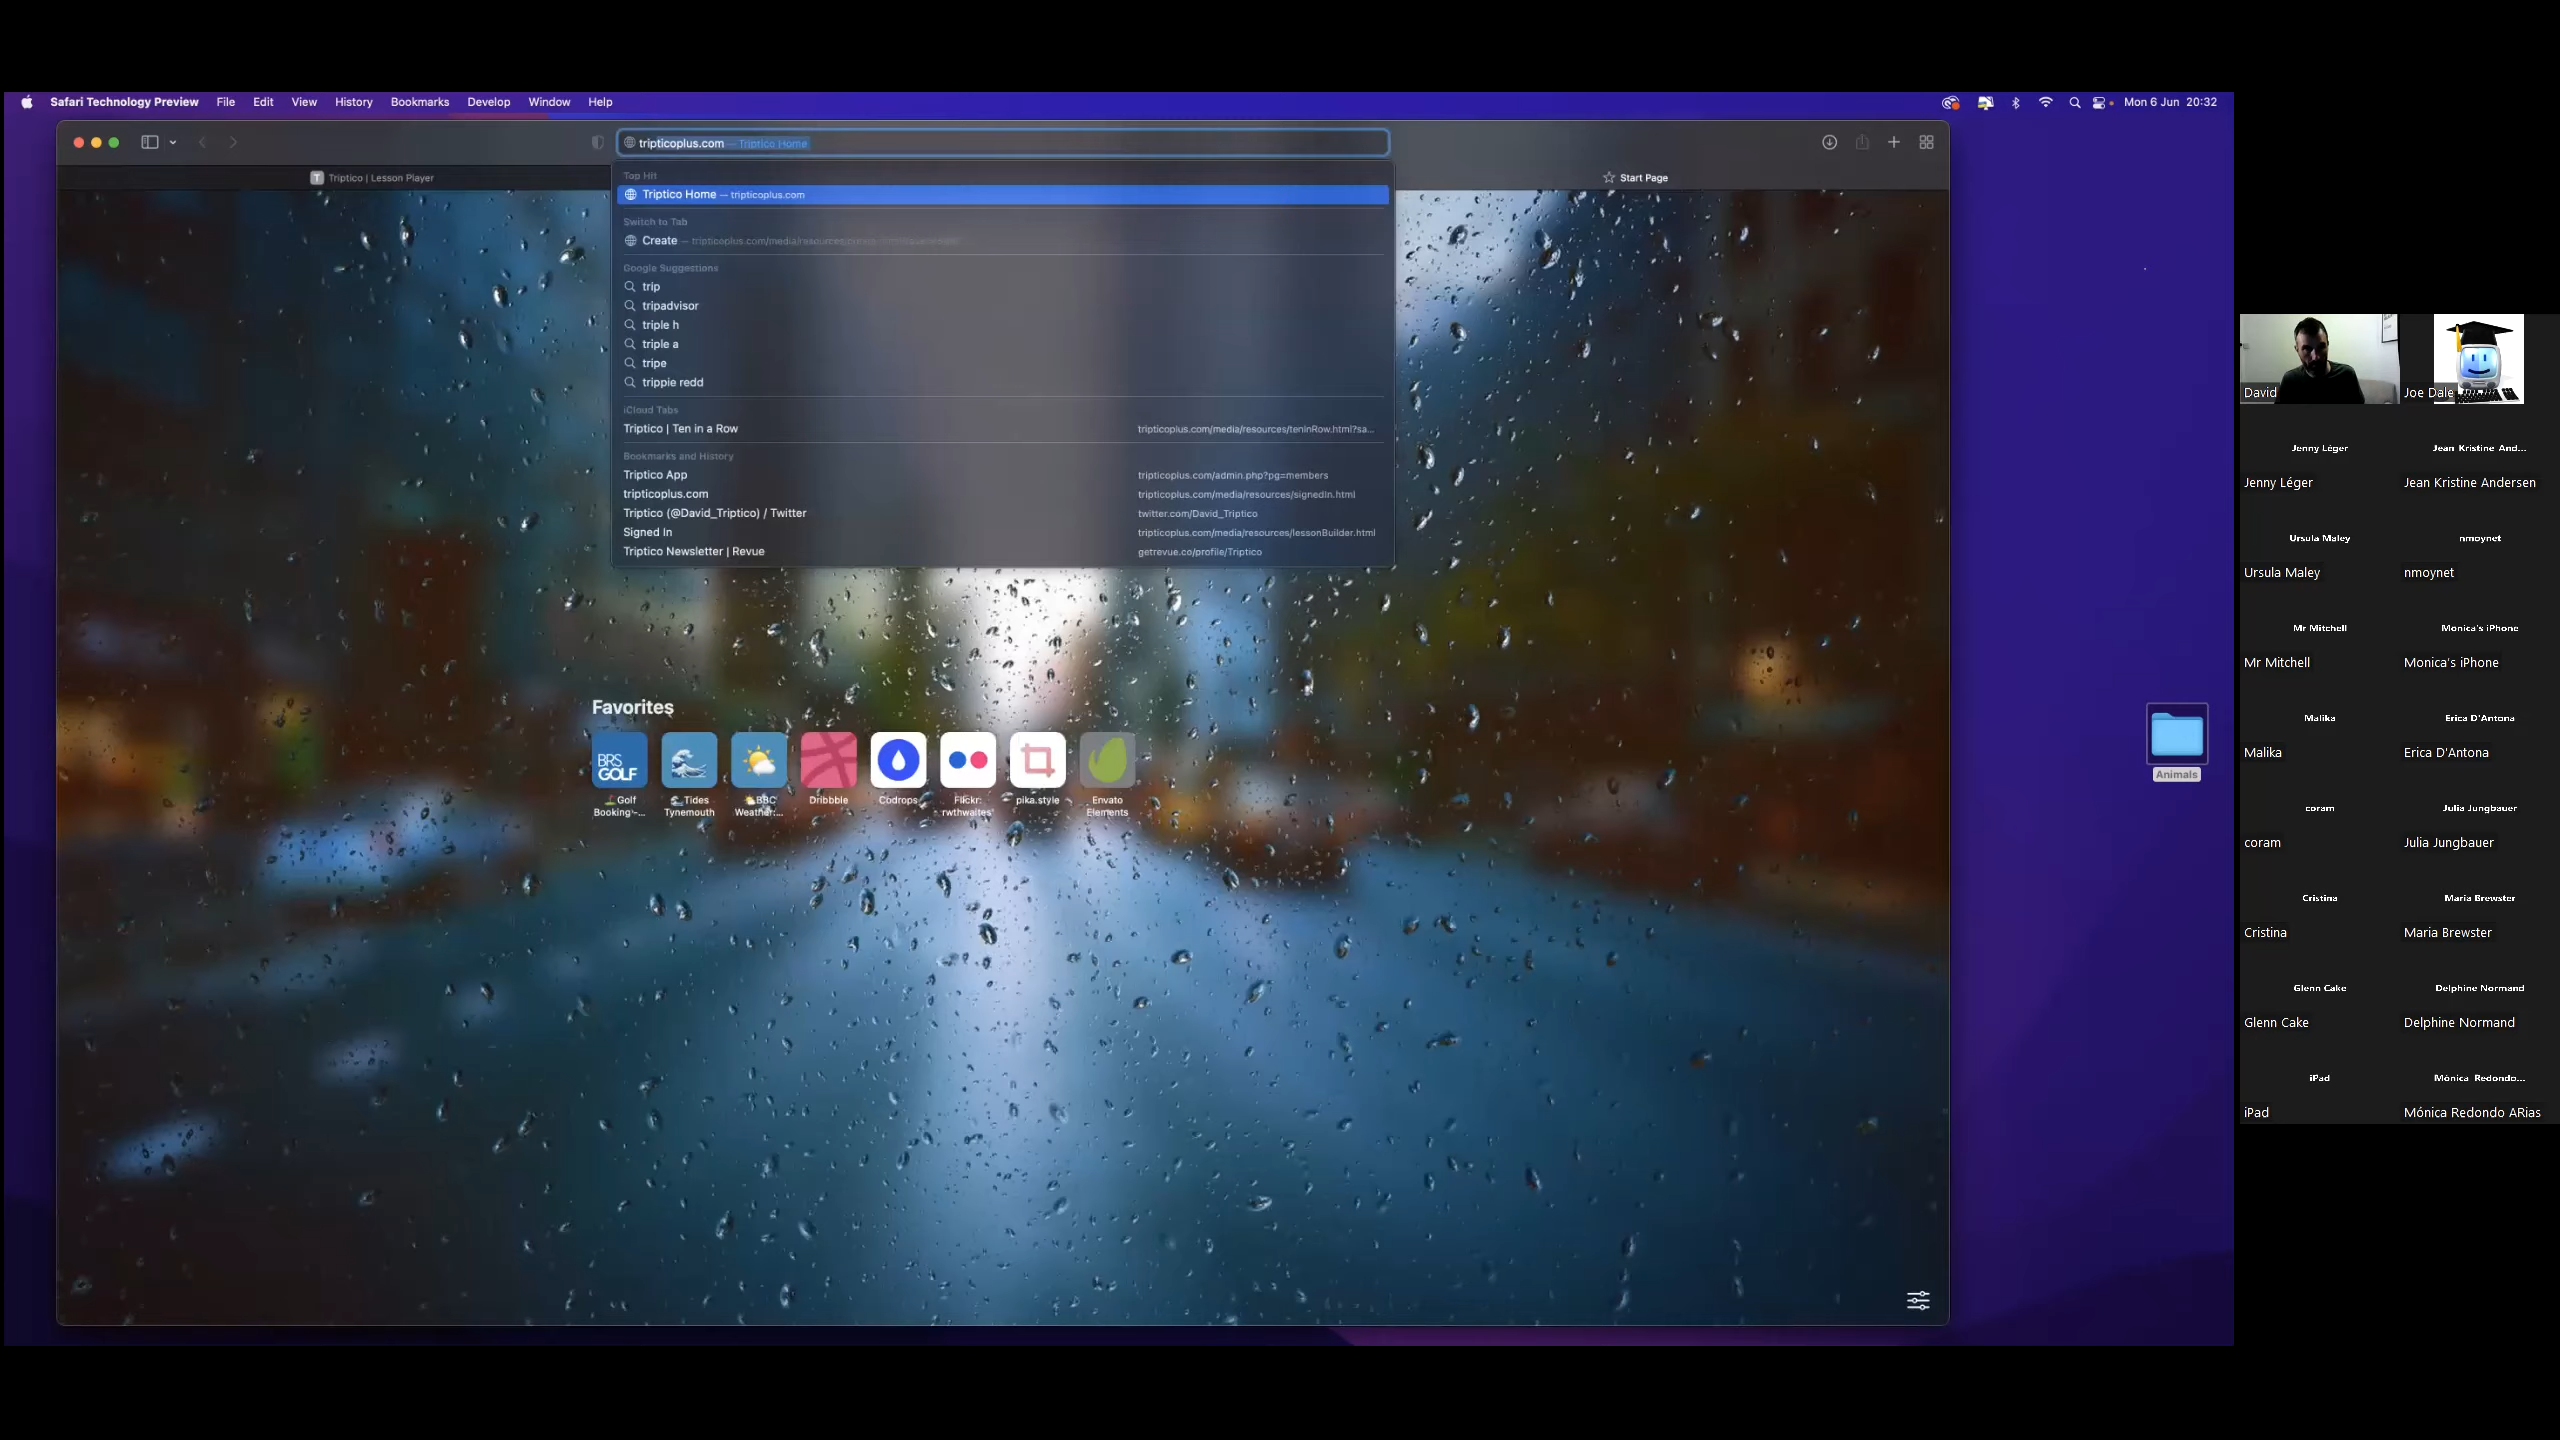 Safari Technology Preview File Edit View History Bookmarks Develop Window Help
Mon 6 Jun 20:32
tripticoplus.com — Triptico Home
T Triptico | Lesson Player
Start Page
Top Hit
Triptico Home — tripticoplus.com
Switch to Tab
Create — tripticoplus.com/media/resources/
Google Suggestions
trip
tripadvisor
triple h
triple a
tripe
trippie redd
iCloud Tabs
Triptico | Ten in a Row tripticoplus.com/media/resources/teninRow.html?sa...
Bookmarks and History
Triptico App tripticoplus.com/admin.php?pg=members
tripticoplus.com tripticoplus.com/media/resources/signedIn.html
Triptico (@David_Triptico) / Twitter twitter.com/David_Triptico
Signed In tripticoplus.com/media/resources/lessonBuilder.html
Triptico Newsletter | Revue getrevue.co/profile/Triptico
Favorites
BRS
GOLF
Golf
Booking -...
Tides
Tynemouth
BBC
Weather:...
Dribbble
Codrops
Flickr:
rwthwaites'
pika.style
Envato
Elements
Animals
David
Joe Dale
Jenny Léger
Jean Kristine And...
Jenny Léger
Jean Kristine Andersen
Ursula Maley
nmoynet
Ursula Maley
nmoynet
Mr Mitchell
Monica's iPhone
Mr Mitchell
Monica's iPhone
Malika
Erica D'Antona
Malika
Erica D'Antona
coram
Julia Jungbauer
coram
Julia Jungbauer
Cristina
Maria Brewster
Cristina
Maria Brewster
Glenn Cake
Delphine Normand
Glenn Cake
Delphine Normand
iPad
Mónica Redondo...
iPad
Mónica Redondo ARias